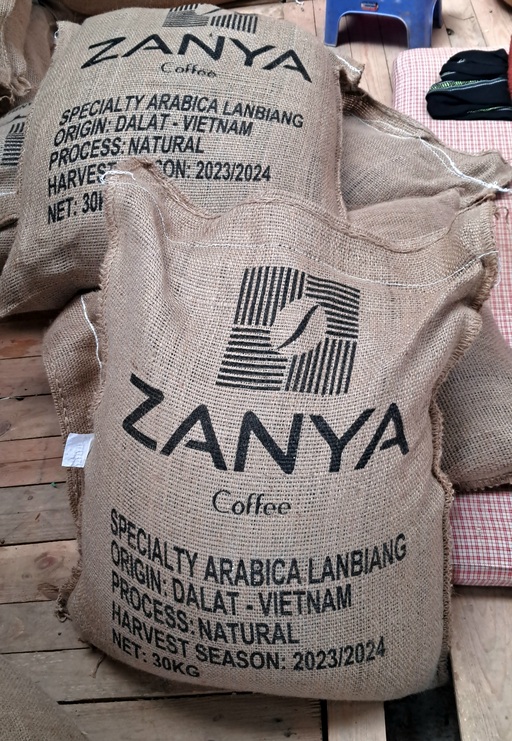 ZANYA
Coffee
SPECIALTY ARABICA LANBIANG
ORIGIN: DALAT - VIETNAM
PROCESS: NATURAL
HARVEST SEASON: 2023/2024
NET: 30
ZANYA
Coffee
SPECIALTY ARABICA LANBIANG
ORIGIN: DALAT - VIETNAM
PROCESS: NATURAL
HARVEST SEASON: 2023/2024
NET: 30KG